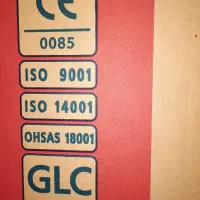 CE
0085
ISO 9001
ISO 14001
OHSAS 18001
GLC